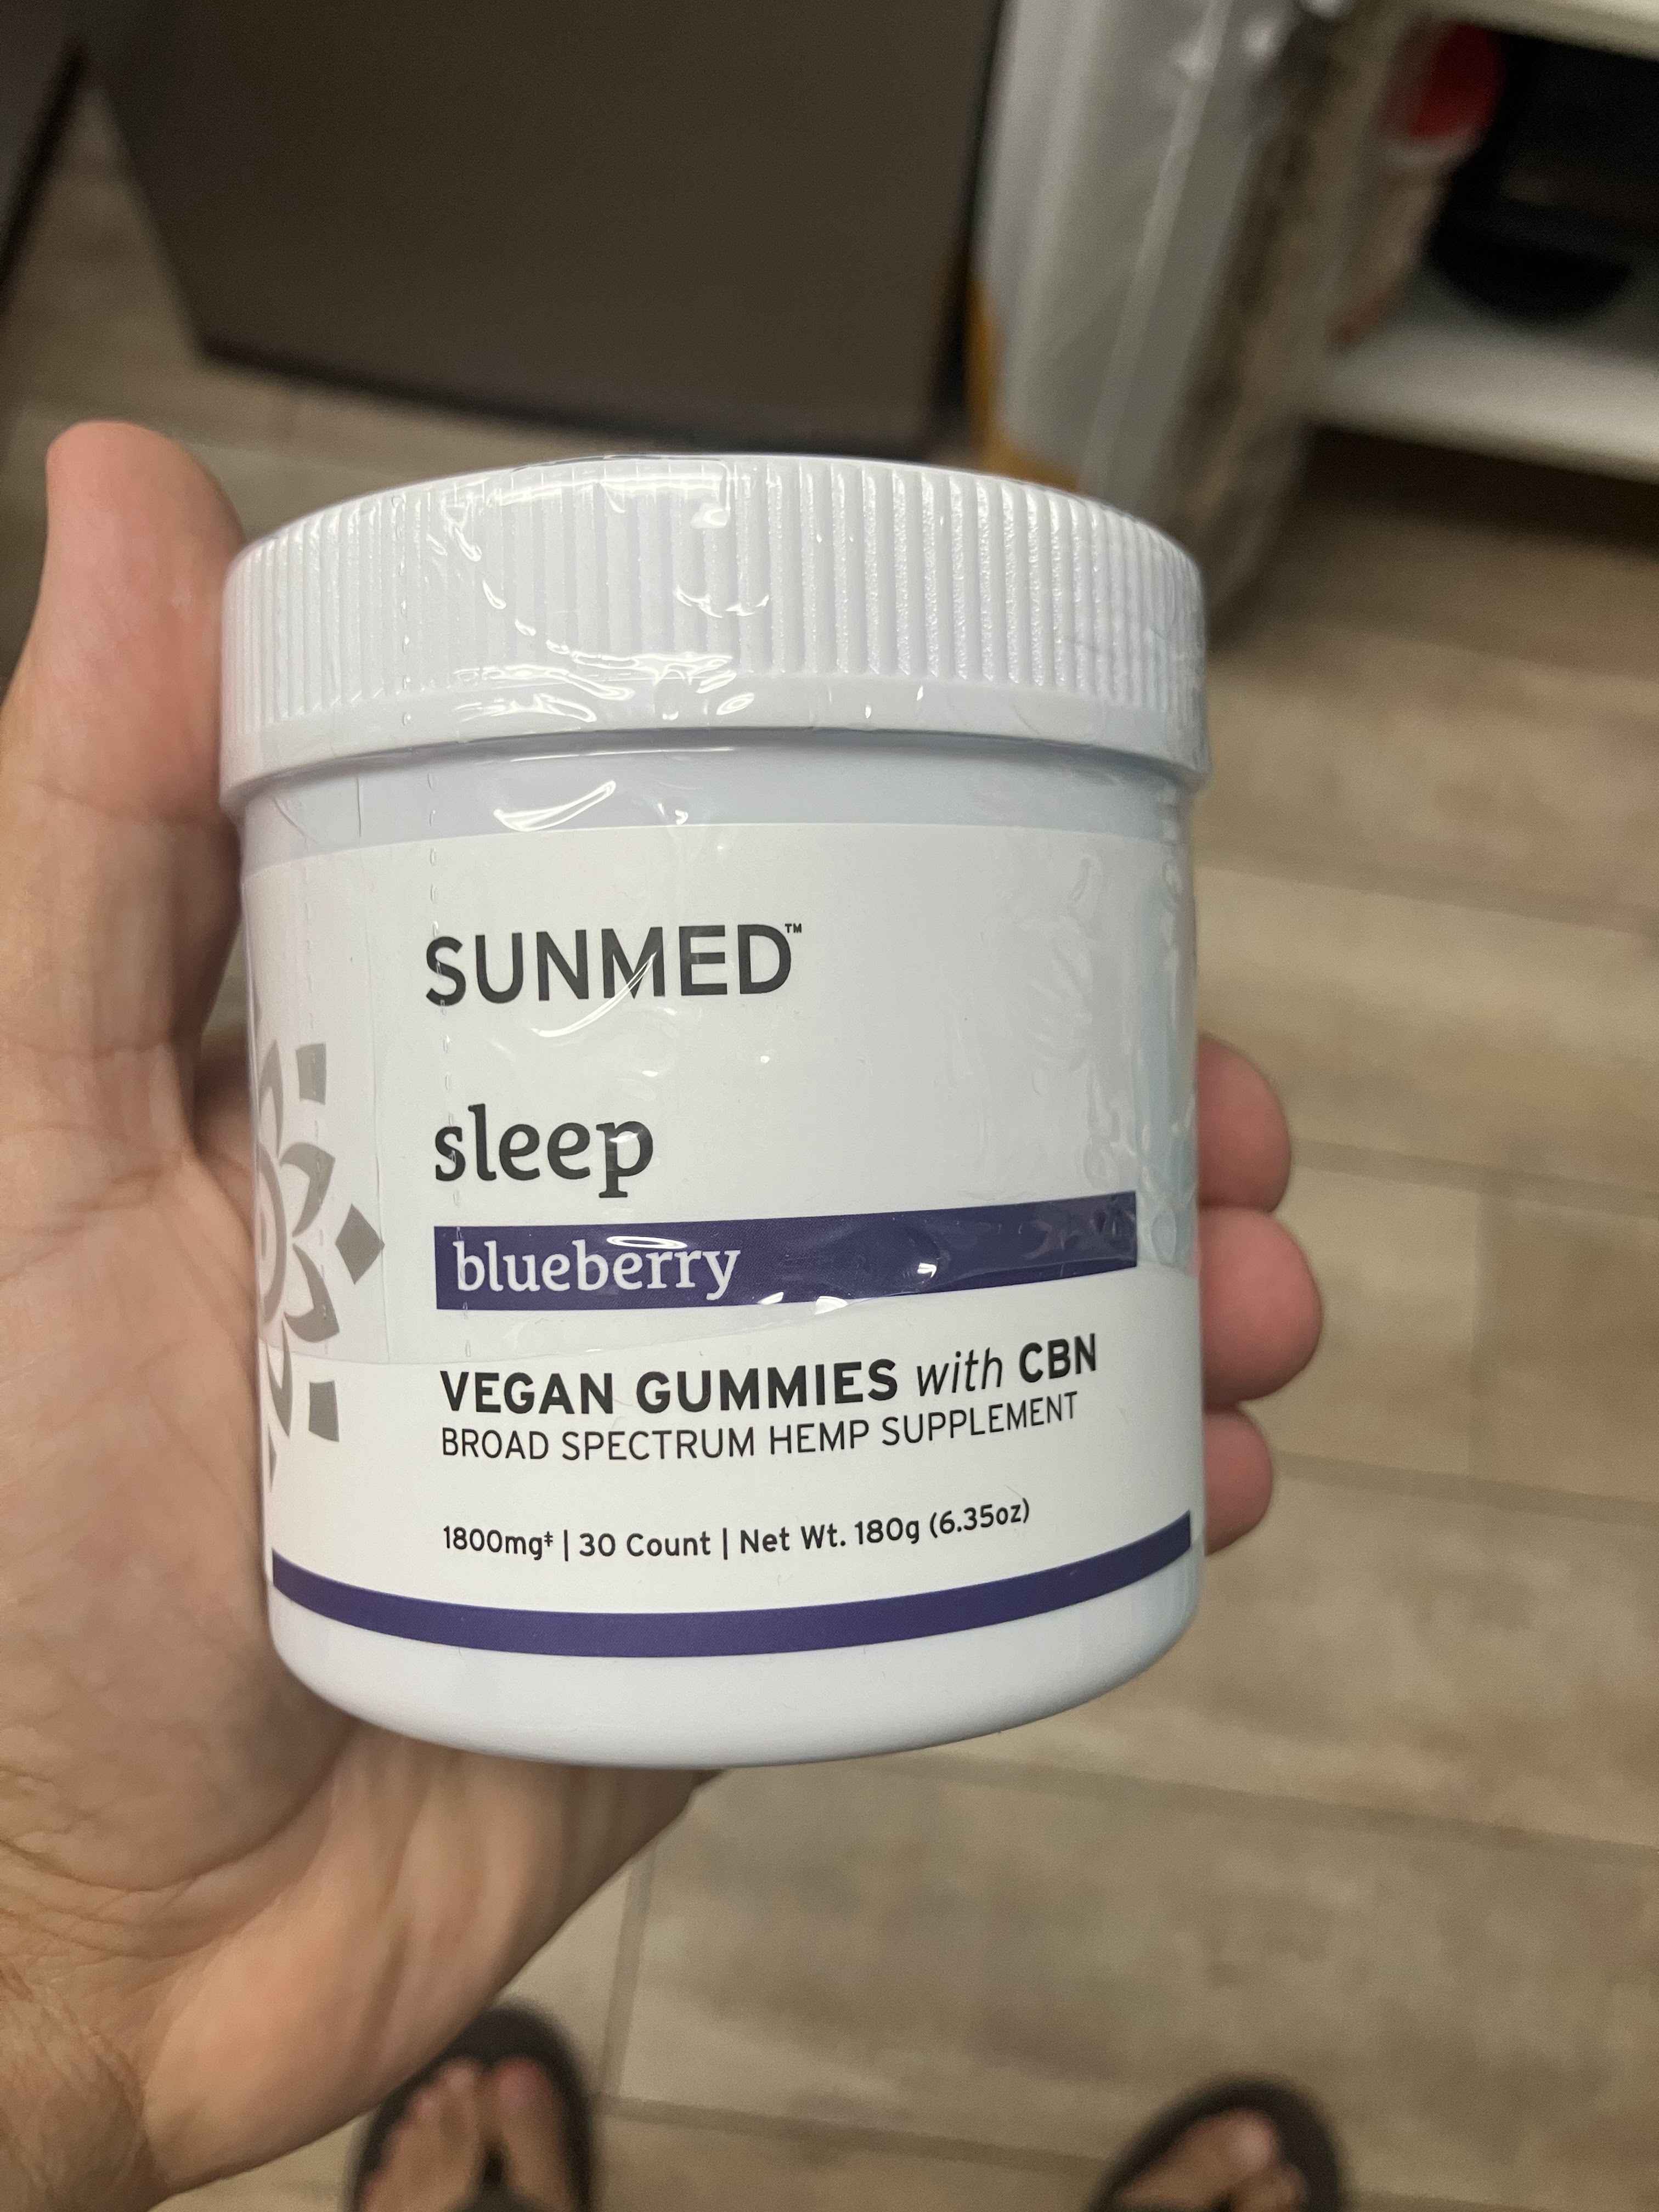 SUNMED™
sleep
blueberry
VEGAN GUMMIES with CBN
BROAD SPECTRUM HEMP SUPPLEMENT
1800mg‡ | 30 Count | Net Wt. 180g (6.35oz)